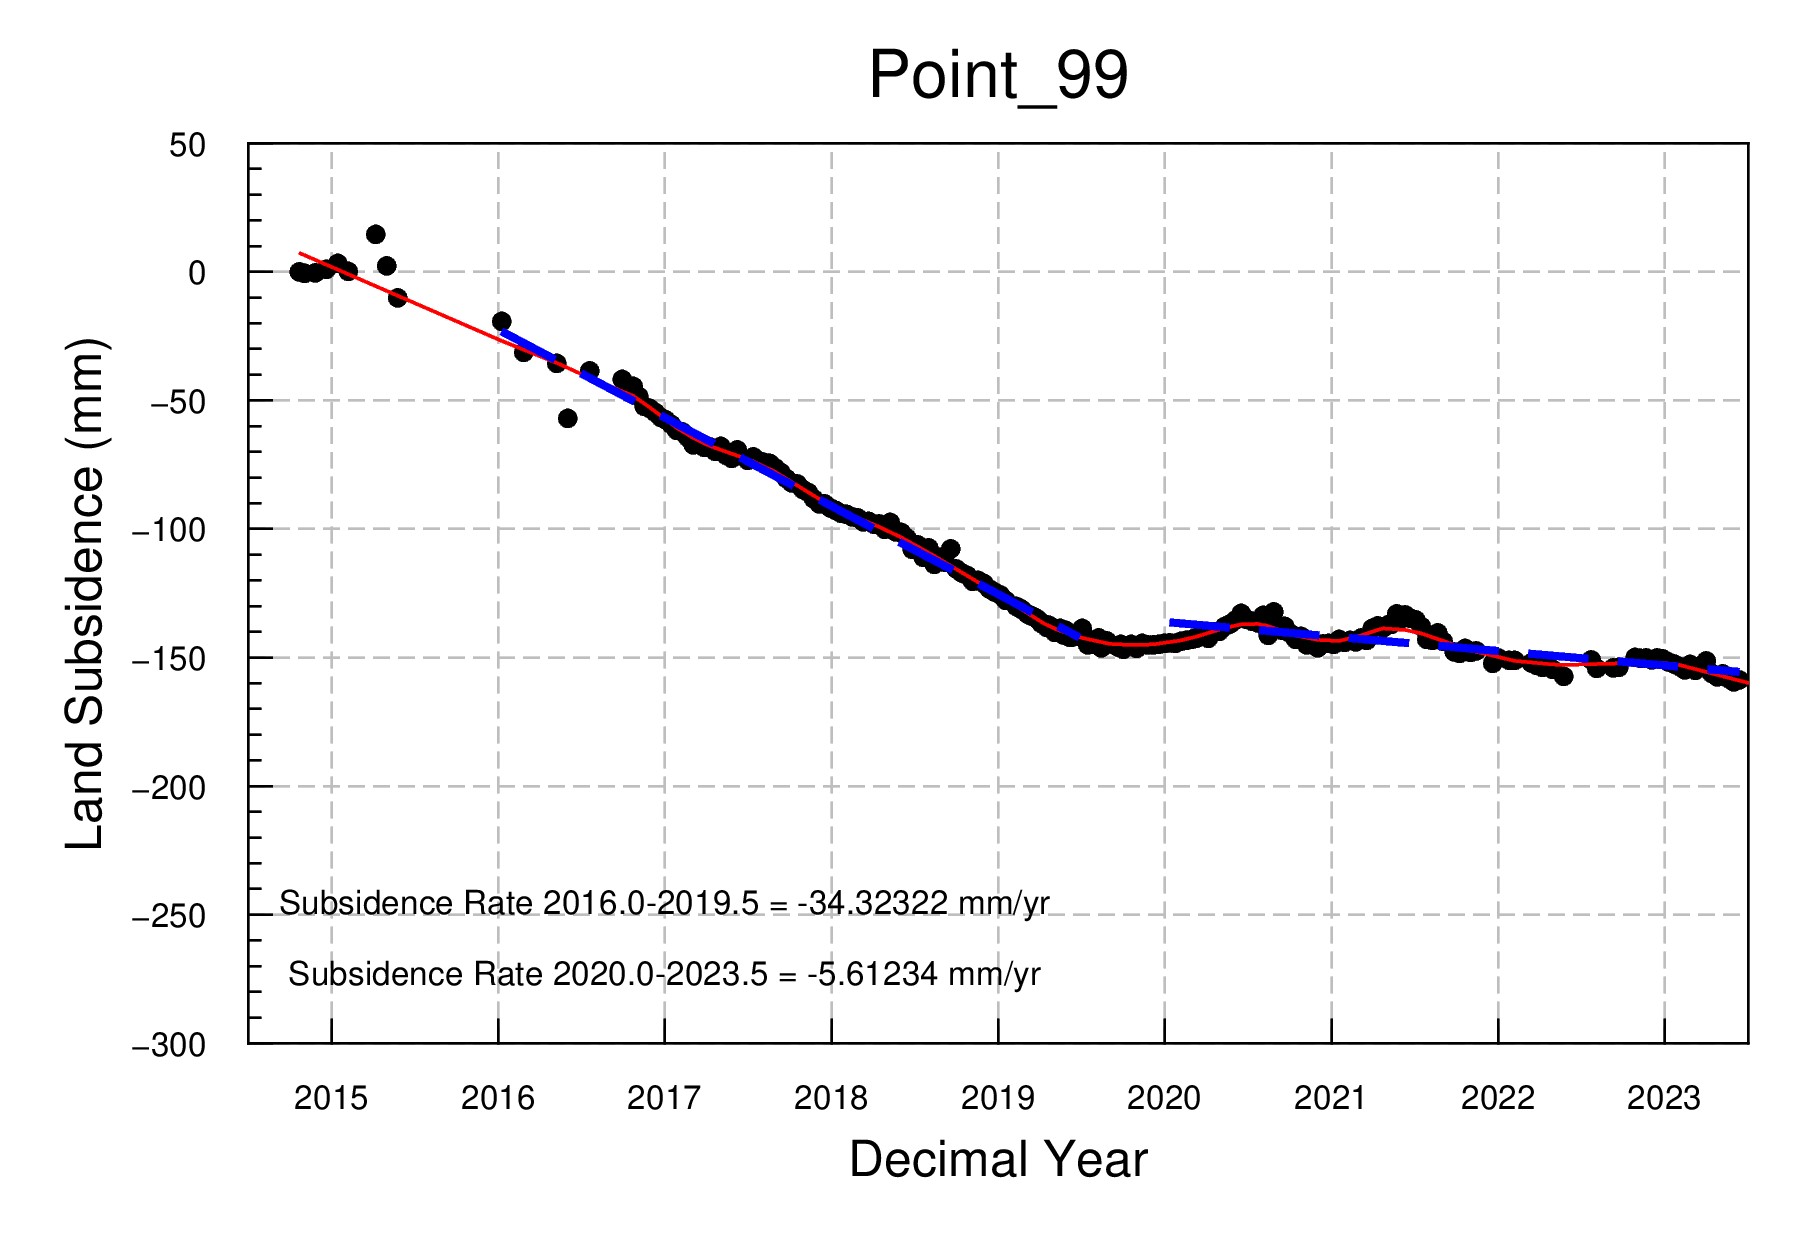 Point_99
50
0
−50
−100
−150
−200
−250
−300
Land Subsidence (mm)
Subsidence Rate 2016.0-2019.5 = -34.32322 mm/yr
Subsidence Rate 2020.0-2023.5 = -5.61234 mm/yr
2015 2016 2017 2018 2019 2020 2021 2022 2023
Decimal Year